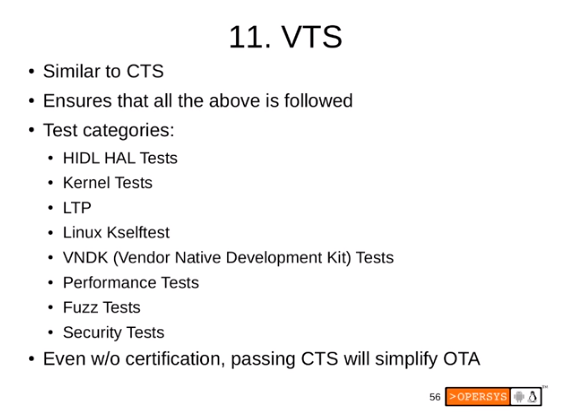 11. VTS
• Similar to CTS
• Ensures that all the above is followed
• Test categories:
• HIDL HAL Tests
• Kernel Tests
• LTP
• Linux Kselftest
• VNDK (Vendor Native Development Kit) Tests
• Performance Tests
• Fuzz Tests
• Security Tests
• Even w/o certification, passing CTS will simplify OTA
56 >OPERSYS ™